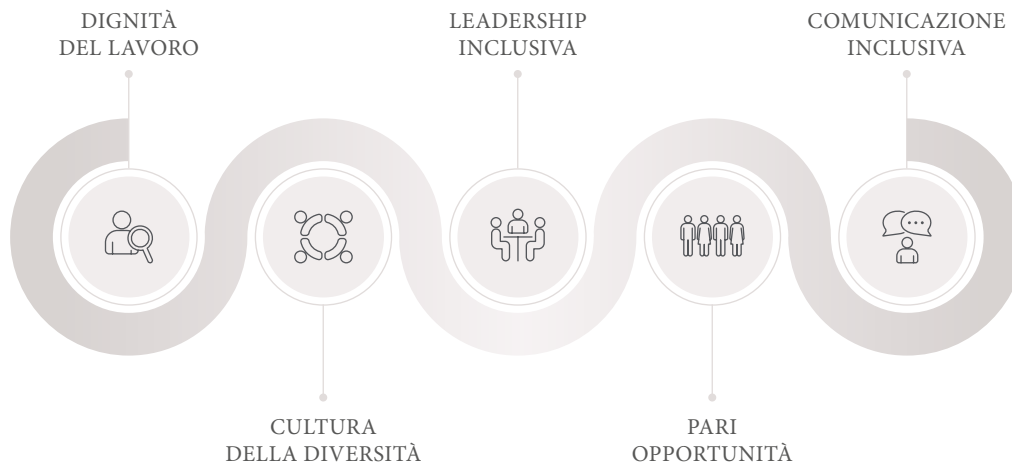 DIGNITÀ
DEL LAVORO
LEADERSHIP
INCLUSIVA
COMUNICAZIONE
INCLUSIVA
CULTURA
DELLA DIVERSITÀ
PARI
OPPORTUNITÀ